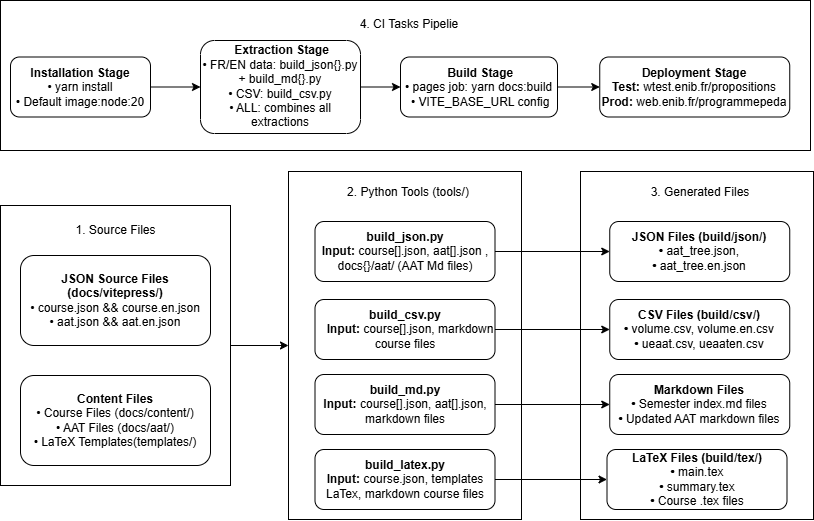 4. CI Tasks Pipelie
Installation Stage
• yarn install
• Default image:node:20
Extraction Stage
• FR/EN data: build_json{}.py
+ build_md{}.py
• CSV: build_csv.py
• ALL: combines all
extractions
Build Stage
• pages job: yarn docs:build
• VITE_BASE_URL config
Deployment Stage
Test: wtest.enib.fr/propositions
Prod: web.enib.fr/programmepeda
1. Source Files
JSON Source Files
(docs/vitepress/)
• course.json && course.en.json
• aat.json && aat.en.json
Content Files
• Course Files (docs/content/)
• AAT Files (docs/aat/)
• LaTeX Templates(templates/)
2. Python Tools (tools/)
build_json.py
Input: course[].json, aat[].json ,
docs{}/aat/ (AAT Md files)
build_csv.py
Input: course[].json, markdown
course files
build_md.py
Input: course[].json, aat[].json,
markdown files
build_latex.py
Input: course.json, templates
LaTex, markdown course files
3. Generated Files
JSON Files (build/json/)
• aat_tree.json,
• aat_tree.en.json
CSV Files (build/csv/)
• volume.csv, volume.en.csv
• ueaat.csv, ueaaten.csv
Markdown Files
• Semester index.md files
• Updated AAT markdown files
LaTeX Files (build/tex/)
• main.tex
• summary.tex
• Course .tex files